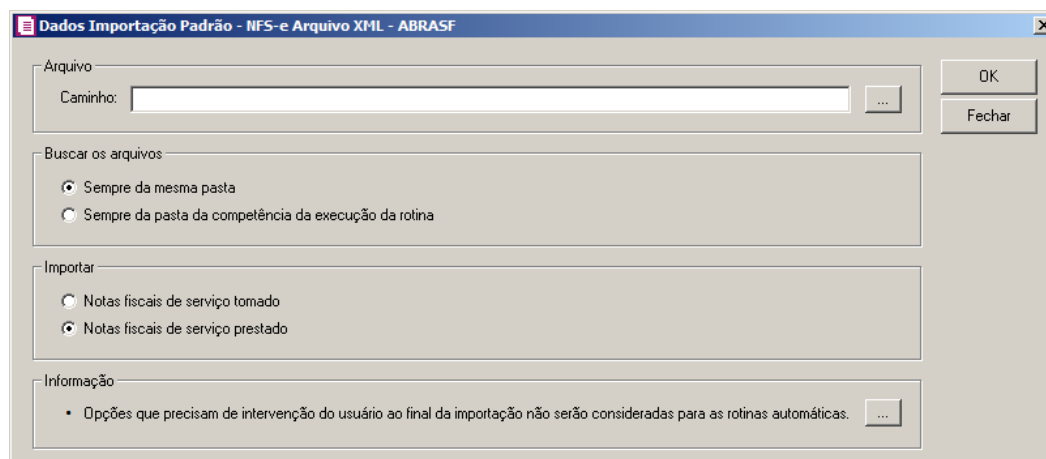 Dados Importação Padrão - NFS-e Arquivo XML - ABRASF
Arquivo
Caminho:
...
OK
Fechar
Buscar os arquivos
Sempre da mesma pasta
Sempre da pasta da competência da execução da rotina
Importar
Notas fiscais de serviço tomado
Notas fiscais de serviço prestado
Informação
• Opções que precisam de intervenção do usuário ao final da importação não serão consideradas para as rotinas automáticas.
...